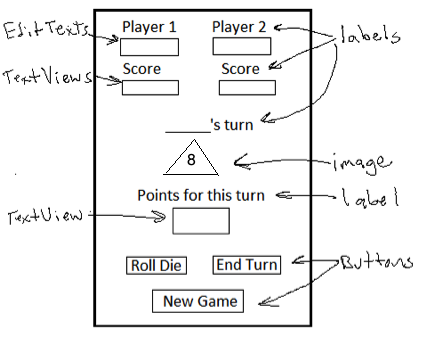 Player 1 Player 2
EditTexts
labels
Score Score
TextViews
____'s turn
8
image
Points for this turn
label
TextView
Roll Die End Turn
Buttons
New Game